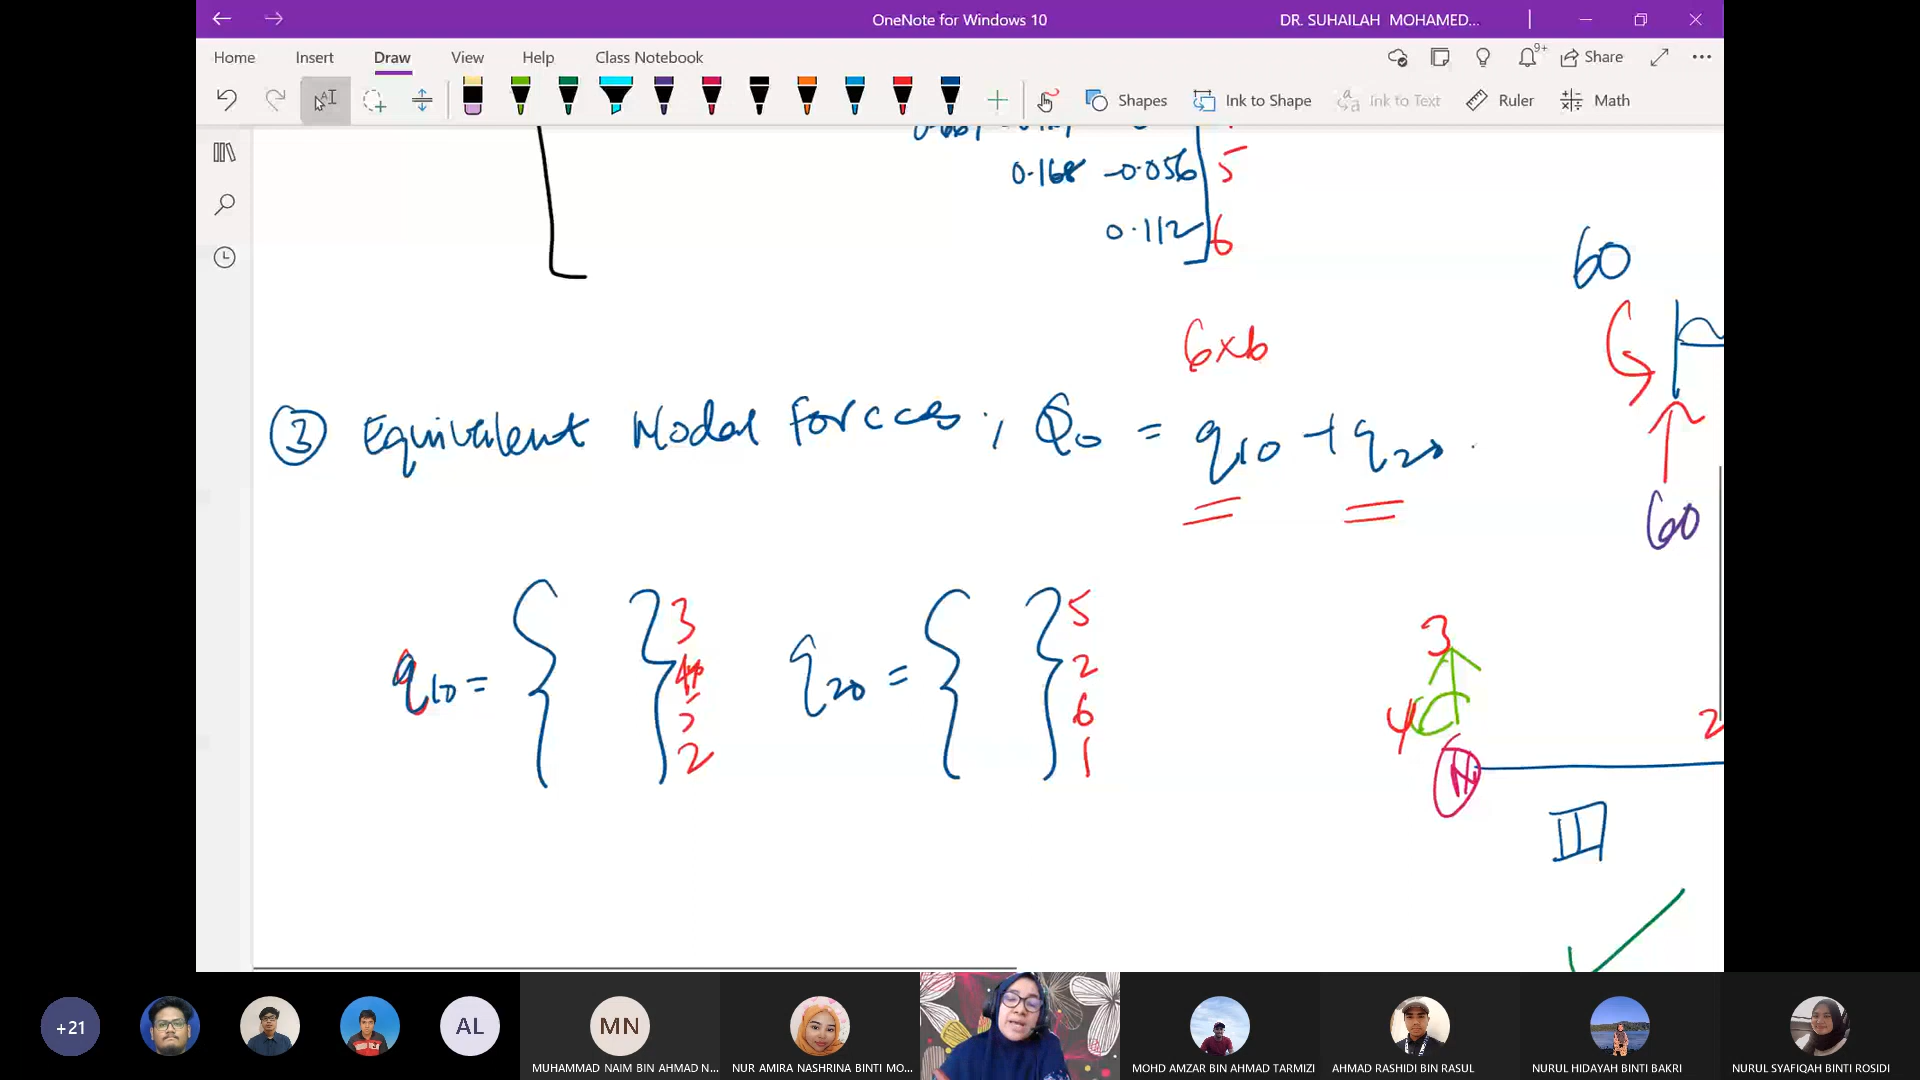 OneNote for Windows 10
DR. SUHAILAH MOHAMED...
Home Insert Draw View Help Class Notebook
9+ Share
Shapes Ink to Shape Ink to Text Ruler Math
0.168 -0.056 5
0.112 6
60
6x6
③ Equivalent Nodal Forces; Q₀ = q₁₀ + q₂₀
60
q₁₀ = { } 3 4 5 2
q₂₀ = { } 5 2 6 1
3
4
2
III
+21
AL
MN
MUHAMMAD NAIM BIN AHMAD N...
NUR AMIRA NASHRINA BINTI MO...
MOHD AMZAR BIN AHMAD TARMIZI
AHMAD RASHIDI BIN RASUL
NURUL HIDAYAH BINTI BAKRI
NURUL SYAFIQAH BINTI ROSIDI